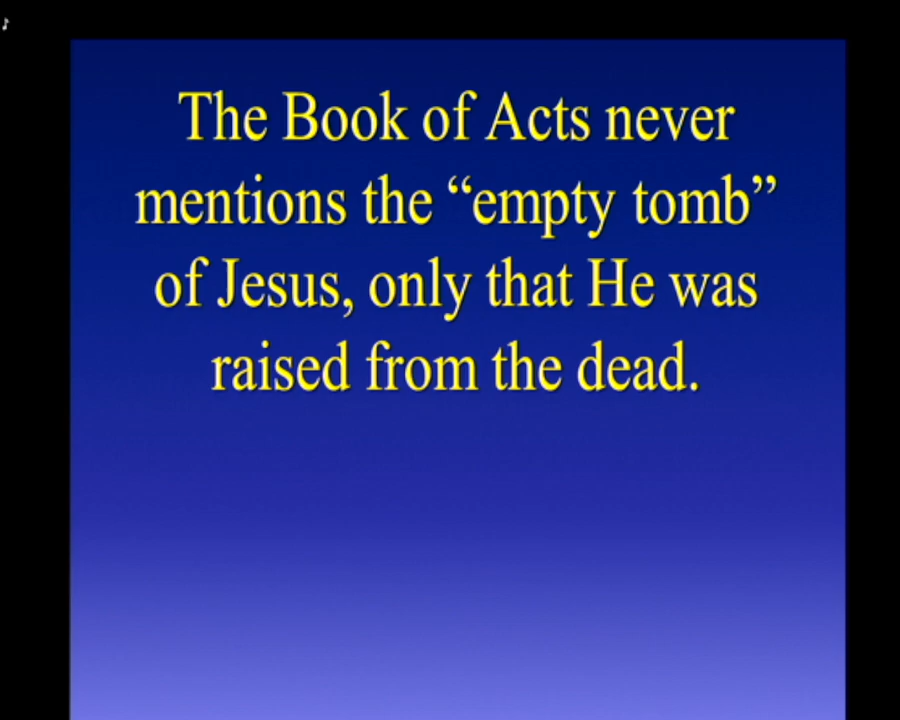 The Book of Acts never
mentions the “empty tomb”
of Jesus, only that He was
raised from the dead.